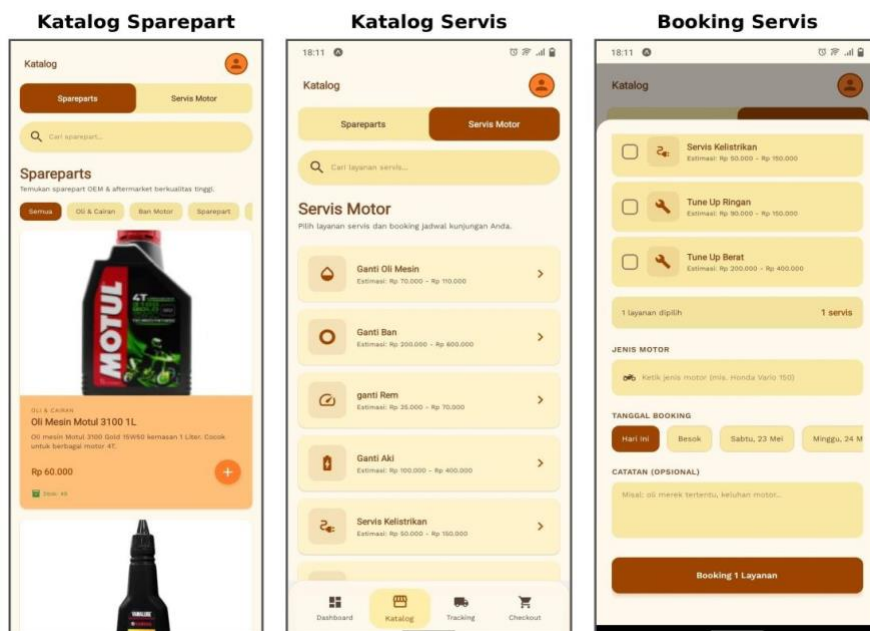 Katalog Sparepart
Katalog
Spareparts
Servis Motor
Cari sparepart...
Spareparts
Temukan sparepart OEM & aftermarket berkualitas tinggi.
Semua
Oli & Cairan
Ban Motor
Sparepart
MOTUL
4T
OLI & CAIRAN
Oli Mesin Motul 3100 1L
Oli mesin Motul 3100 Gold 15W50 kemasan 1 Liter. Cocok
untuk berbagai motor 4T.
Rp 60.000
YAMALUBE
Katalog Servis
18:11
Katalog
Spareparts
Servis Motor
Cari layanan servis...
Servis Motor
Pilih layanan servis dan booking jadwal kunjungan Anda.
Ganti Oli Mesin
Estimasi: Rp 70.000 - Rp 110.000
Ganti Ban
Estimasi: Rp 200.000 - Rp 600.000
ganti Rem
Estimasi: Rp 25.000 - Rp 70.000
Ganti Aki
Estimasi: Rp 100.000 - Rp 400.000
Servis Kelistrikan
Estimasi: Rp 50.000 - Rp 150.000
Dashboard
Katalog
Tracking
Checkout
Booking Servis
18:11
Katalog
Servis Kelistrikan
Estimasi: Rp 50.000 - Rp 150.000
Tune Up Ringan
Estimasi: Rp 90.000 - Rp 150.000
Tune Up Berat
Estimasi: Rp 200.000 - Rp 400.000
1 layanan dipilih
1 servis
JENIS MOTOR
Ketik jenis motor (mis. Honda Vario 150)
TANGGAL BOOKING
Hari Ini
Besok
Sabtu, 23 Mei
Minggu, 24 M
CATATAN (OPSIONAL)
Misal: oli merek tertentu, keluhan motor...
Booking 1 Layanan